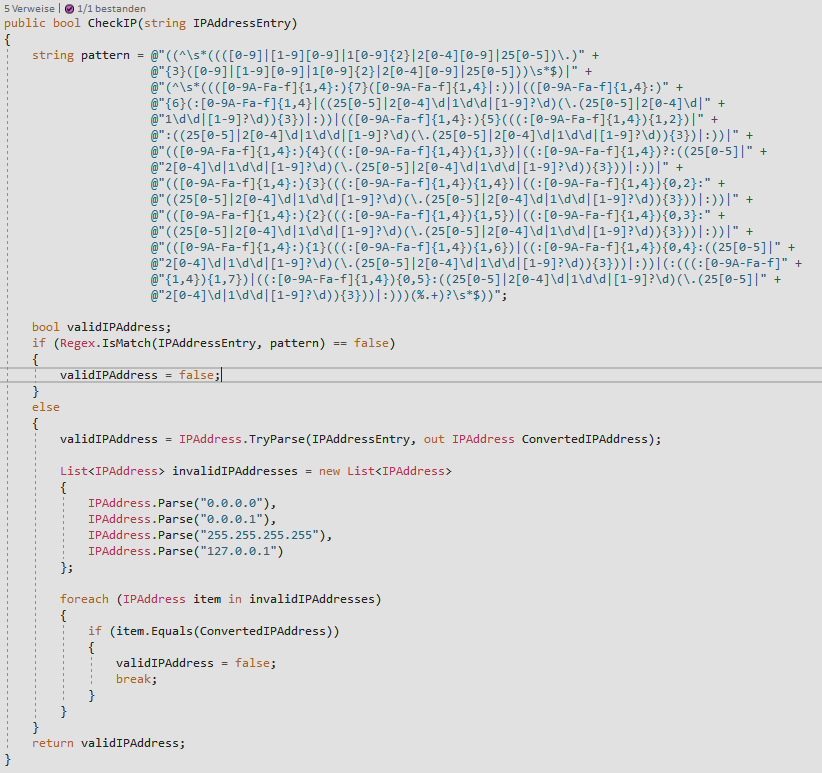 5 Verweise | 1/1 bestanden
public bool CheckIP(string IPAddressEntry)
{
string pattern = @"((^\s*((([0-9]|[1-9][0-9]|1[0-9]{2}|2[0-4][0-9]|25[0-5])\.)" +
@"{3}([0-9]|[1-9][0-9]|1[0-9]{2}|2[0-4][0-9]|25[0-5]))\s*$)|" +
@"(^\s*((([0-9A-Fa-f]{1,4}:){7}([0-9A-Fa-f]{1,4}|:))|(([0-9A-Fa-f]{1,4}:)" +
@"{6}(:[0-9A-Fa-f]{1,4}|((25[0-5]|2[0-4]\d|1\d\d|[1-9]?\d)(\.(25[0-5]|2[0-4]\d|" +
@"1\d\d|[1-9]?\d)){3})|:))|(([0-9A-Fa-f]{1,4}:){5}(((:[0-9A-Fa-f]{1,4}){1,2})|" +
@":((25[0-5]|2[0-4]\d|1\d\d|[1-9]?\d)(\.(25[0-5]|2[0-4]\d|1\d\d|[1-9]?\d)){3})|:))|" +
@"(([0-9A-Fa-f]{1,4}:){4}(((:[0-9A-Fa-f]{1,4}){1,3})|((:[0-9A-Fa-f]{1,4})?:((25[0-5]|" +
@"2[0-4]\d|1\d\d|[1-9]?\d)(\.(25[0-5]|2[0-4]\d|1\d\d|[1-9]?\d)){3}))|:))|" +
@"(([0-9A-Fa-f]{1,4}:){3}(((:[0-9A-Fa-f]{1,4}){1,4})|((:[0-9A-Fa-f]{1,4}){0,2}:" +
@"((25[0-5]|2[0-4]\d|1\d\d|[1-9]?\d)(\.(25[0-5]|2[0-4]\d|1\d\d|[1-9]?\d)){3}))|:))|" +
@"(([0-9A-Fa-f]{1,4}:){2}(((:[0-9A-Fa-f]{1,4}){1,5})|((:[0-9A-Fa-f]{1,4}){0,3}:" +
@"((25[0-5]|2[0-4]\d|1\d\d|[1-9]?\d)(\.(25[0-5]|2[0-4]\d|1\d\d|[1-9]?\d)){3}))|:))|" +
@"(([0-9A-Fa-f]{1,4}:){1}(((:[0-9A-Fa-f]{1,4}){1,6})|((:[0-9A-Fa-f]{1,4}){0,4}:((25[0-5]|" +
@"2[0-4]\d|1\d\d|[1-9]?\d)(\.(25[0-5]|2[0-4]\d|1\d\d|[1-9]?\d)){3}))|:))|(:(((:[0-9A-Fa-f]" +
@"{1,4}){1,7})|((:[0-9A-Fa-f]{1,4}){0,5}:((25[0-5]|2[0-4]\d|1\d\d|[1-9]?\d)(\.(25[0-5]|" +
@"2[0-4]\d|1\d\d|[1-9]?\d)){3}))|:)))(%.+)?\s*$))";
bool validIPAddress;
if (Regex.IsMatch(IPAddressEntry, pattern) == false)
{
validIPAddress = false;
}
else
{
validIPAddress = IPAddress.TryParse(IPAddressEntry, out IPAddress ConvertedIPAddress);
List<IPAddress> invalidIPAddresses = new List<IPAddress>
{
IPAddress.Parse("0.0.0.0"),
IPAddress.Parse("0.0.0.1"),
IPAddress.Parse("255.255.255.255"),
IPAddress.Parse("127.0.0.1")
};
foreach (IPAddress item in invalidIPAddresses)
{
if (item.Equals(ConvertedIPAddress))
{
validIPAddress = false;
break;
}
}
}
return validIPAddress;
}